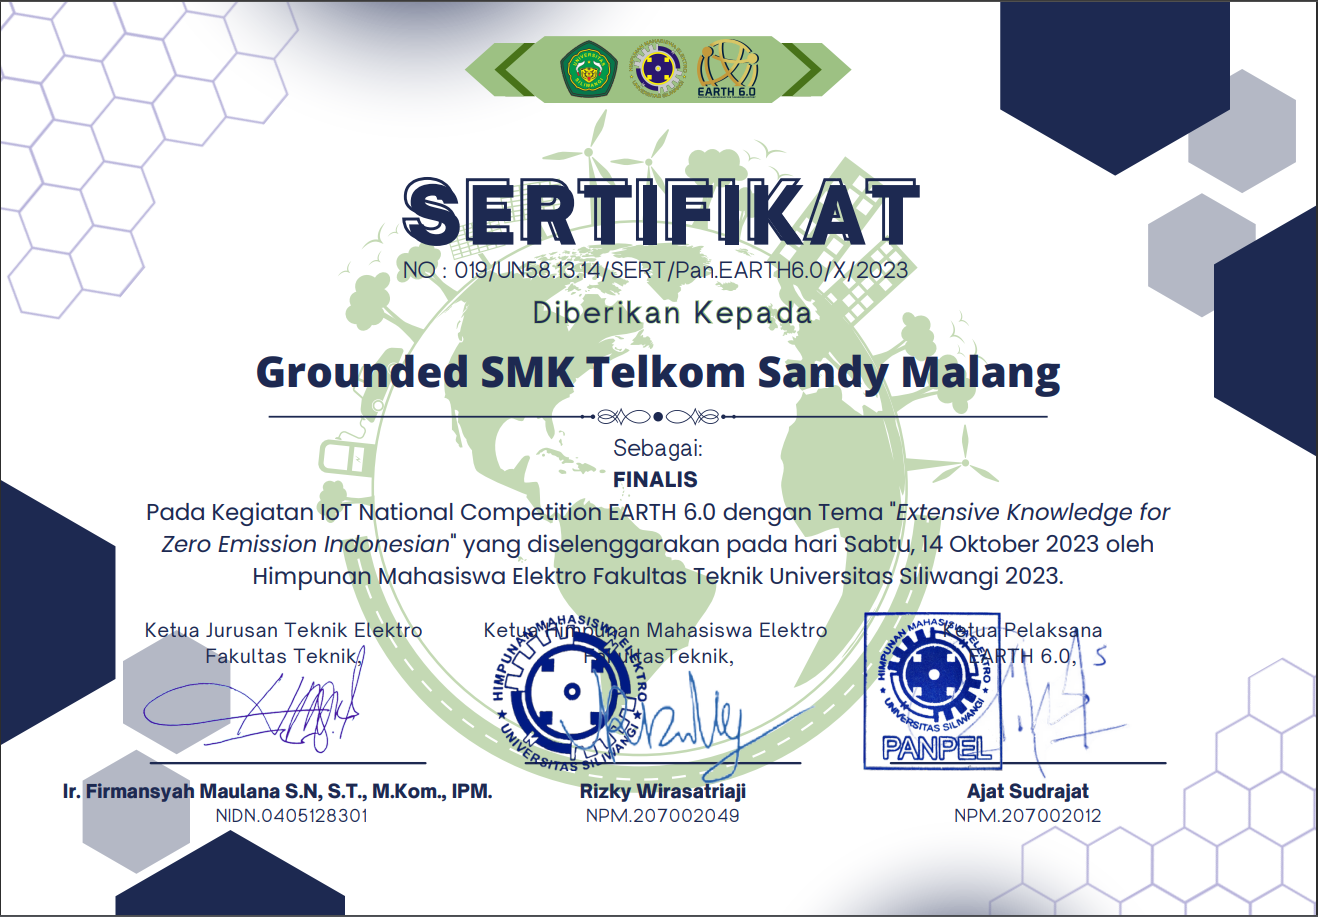 UNIVERSITAS SILIWANGI
EARTH 6.0
SERTIFIKAT
NO : 019/UN58.13.14/SERT/Pan.EARTH6.0/X/2023
Diberikan Kepada
Grounded SMK Telkom Sandy Malang
Sebagai:
FINALIS
Pada Kegiatan IoT National Competition EARTH 6.0 dengan Tema "Extensive Knowledge for
Zero Emission Indonesian" yang diselenggarakan pada hari Sabtu, 14 Oktober 2023 oleh
Himpunan Mahasiswa Elektro Fakultas Teknik Universitas Siliwangi 2023.
Ketua Jurusan Teknik Elektro
Fakultas Teknik,
Ketua Himpunan Mahasiswa Elektro
FakultasTeknik,
Ketua Pelaksana
EARTH 6.0,
HIMPUNAN MAHASISWA ELEKTRO
UNIVERSITAS SILIWANGI
HIMPUNAN MAHASISWA ELEKTRO
UNIVERSITAS SILIWANGI
PANPEL
Ir. Firmansyah Maulana S.N, S.T., M.Kom., IPM.
NIDN.0405128301
Rizky Wirasatriaji
NPM.207002049
Ajat Sudrajat
NPM.207002012